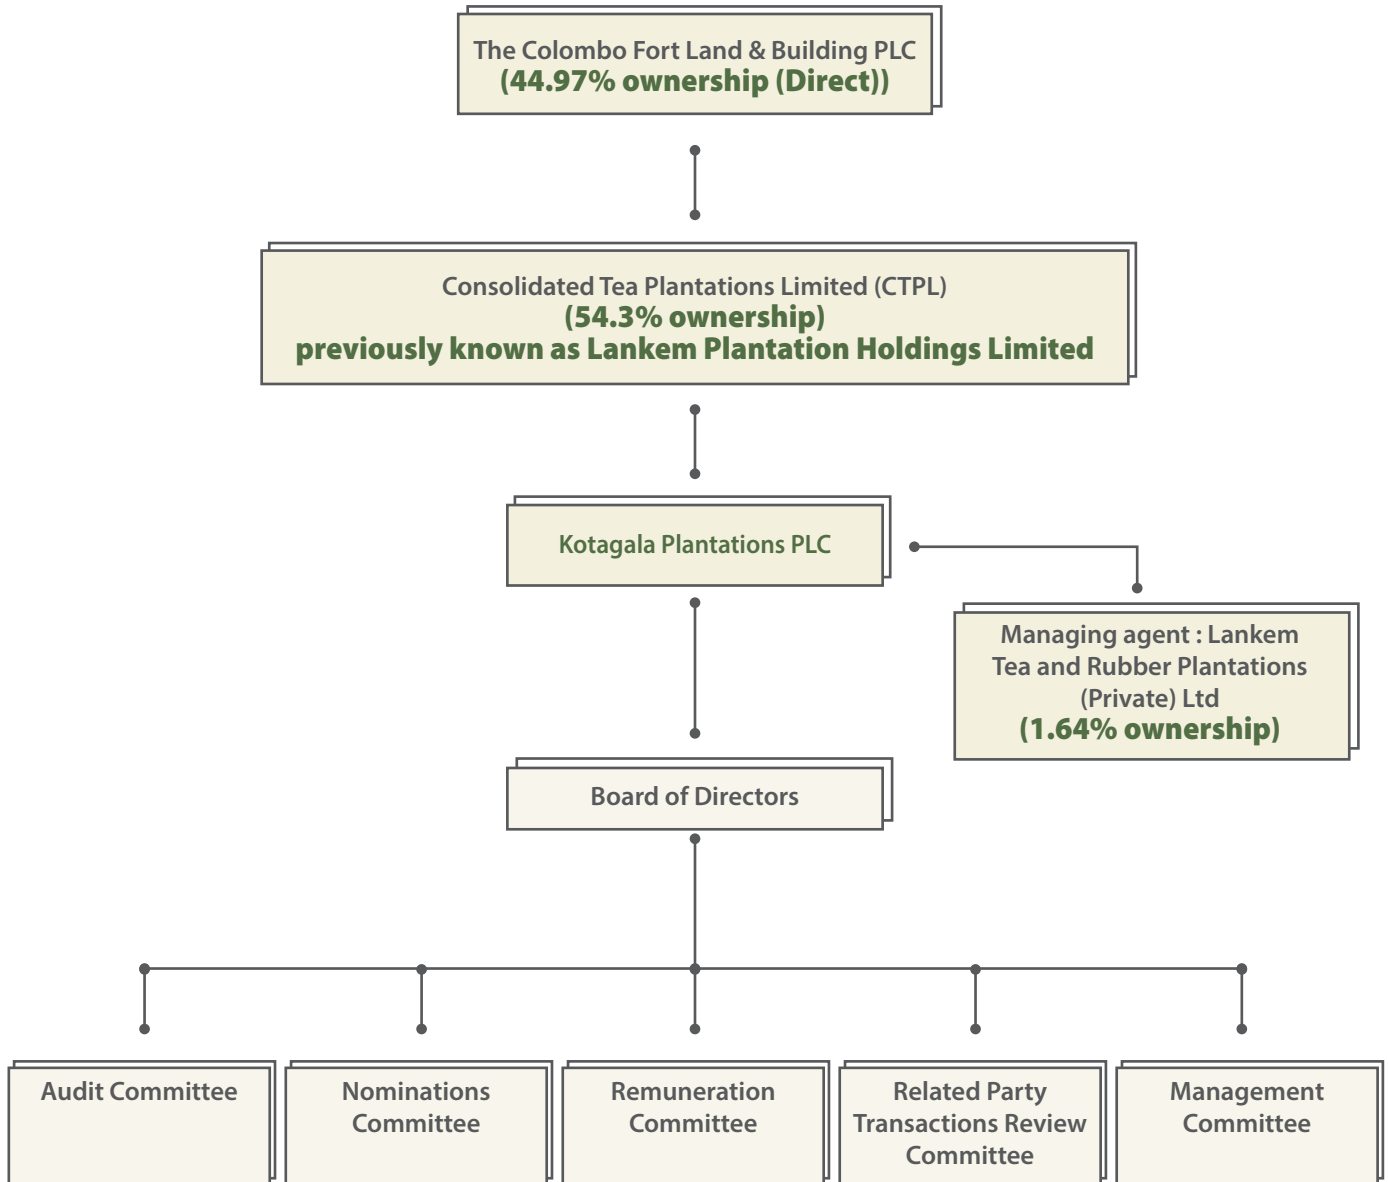 The Colombo Fort Land & Building PLC
(44.97% ownership (Direct))
Consolidated Tea Plantations Limited (CTPL)
(54.3% ownership)
previously known as Lankem Plantation Holdings Limited
Kotagala Plantations PLC
Managing agent : Lankem
Tea and Rubber Plantations
(Private) Ltd
(1.64% ownership)
Board of Directors
Audit Committee
Nominations
Committee
Remuneration
Committee
Related Party
Transactions Review
Committee
Management
Committee